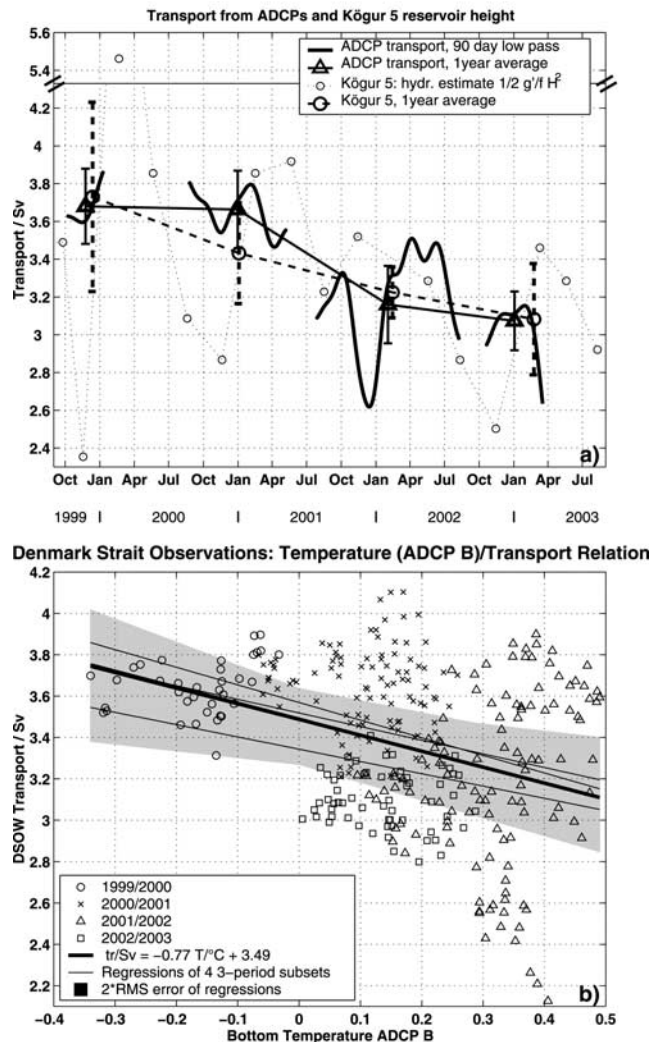 Transport from ADCPs and Kögur 5 reservoir height
5.6
5.4
4.2
4
3.8
3.6
3.4
3.2
3
2.8
2.6
2.4
Transport / Sv
ADCP transport, 90 day low pass
ADCP transport, 1year average
Kögur 5: hydr. estimate 1/2 g'/f H²
Kögur 5, 1year average
a)
Oct Jan Apr Jul Oct Jan Apr Jul Oct Jan Apr Jul Oct Jan Apr Jul
1999 I 2000 I 2001 I 2002 I 2003
Denmark Strait Observations: Temperature (ADCP B)/Transport Relation
4.2
4
3.8
3.6
3.4
3.2
3
2.8
2.6
2.4
2.2
DSOW Transport / Sv
1999/2000
2000/2001
2001/2002
2002/2003
tr/Sv = −0.77 T/°C + 3.49
Regressions of 4 3−period subsets
2*RMS error of regressions
b)
−0.4 −0.3 −0.2 −0.1 0 0.1 0.2 0.3 0.4 0.5
Bottom Temperature ADCP B